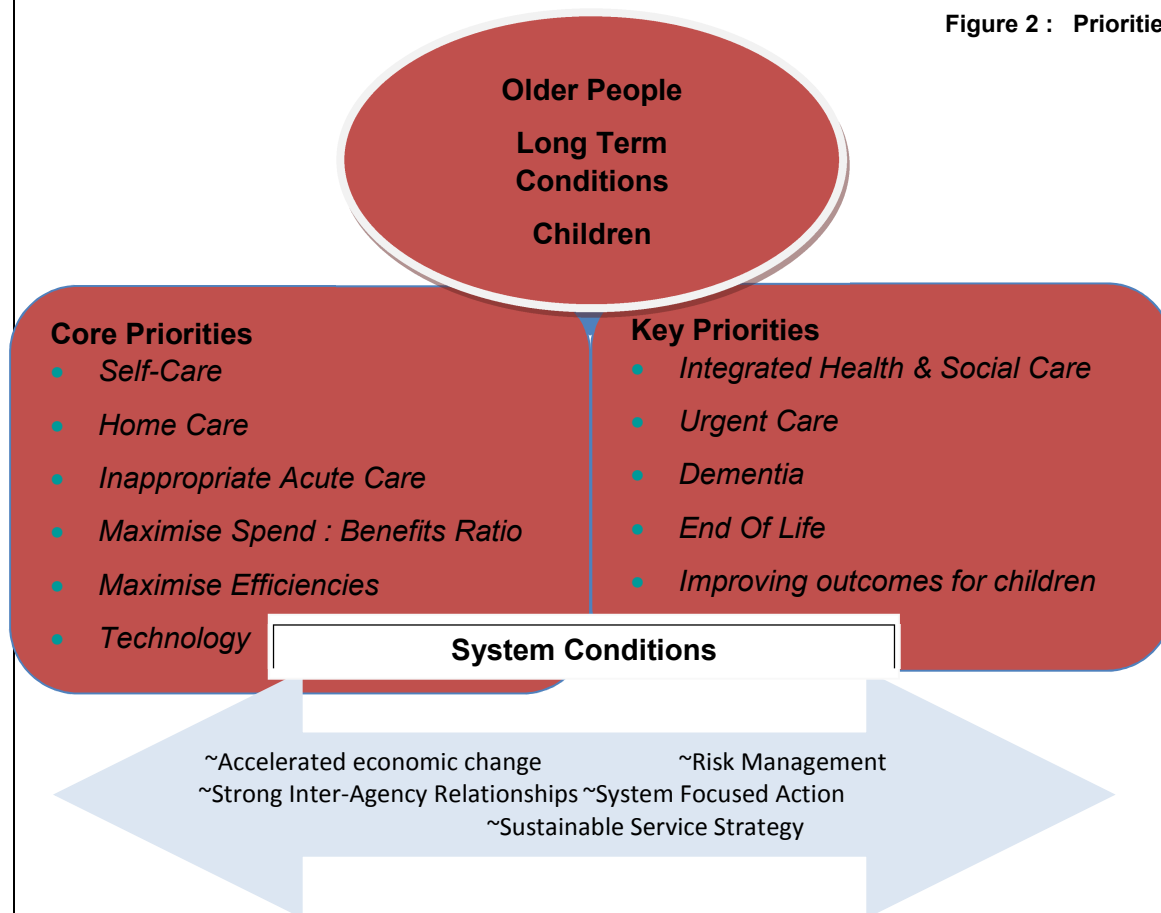 Figure 2 :   Prioritie
Older People
Long Term
Conditions
Children
Core Priorities
• Self-Care
• Home Care
• Inappropriate Acute Care
• Maximise Spend : Benefits Ratio
• Maximise Efficiencies
• Technology
Key Priorities
• Integrated Health & Social Care
• Urgent Care
• Dementia
• End Of Life
• Improving outcomes for children
System Conditions
~Accelerated economic change ~Risk Management
~Strong Inter-Agency Relationships ~System Focused Action
~Sustainable Service Strategy